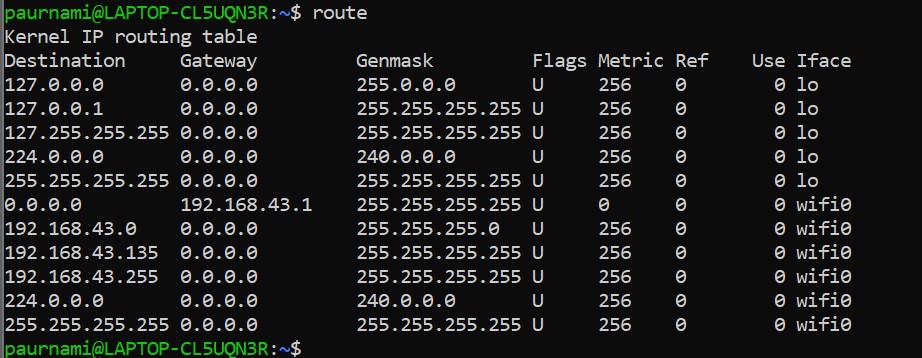 paurnami@LAPTOP-CL5UQN3R:~$ route
Kernel IP routing table
Destination     Gateway         Genmask         Flags Metric Ref    Use Iface
127.0.0.0       0.0.0.0         255.0.0.0       U     256    0        0 lo
127.0.0.1       0.0.0.0         255.255.255.255 U     256    0        0 lo
127.255.255.255 0.0.0.0         255.255.255.255 U     256    0        0 lo
224.0.0.0       0.0.0.0         240.0.0.0       U     256    0        0 lo
255.255.255.255 0.0.0.0         255.255.255.255 U     256    0        0 lo
0.0.0.0         192.168.43.1    255.255.255.255 U     0      0        0 wifi0
192.168.43.0    0.0.0.0         255.255.255.0   U     256    0        0 wifi0
192.168.43.135  0.0.0.0         255.255.255.255 U     256    0        0 wifi0
192.168.43.255  0.0.0.0         255.255.255.255 U     256    0        0 wifi0
224.0.0.0       0.0.0.0         240.0.0.0       U     256    0        0 wifi0
255.255.255.255 0.0.0.0         255.255.255.255 U     256    0        0 wifi0
paurnami@LAPTOP-CL5UQN3R:~$